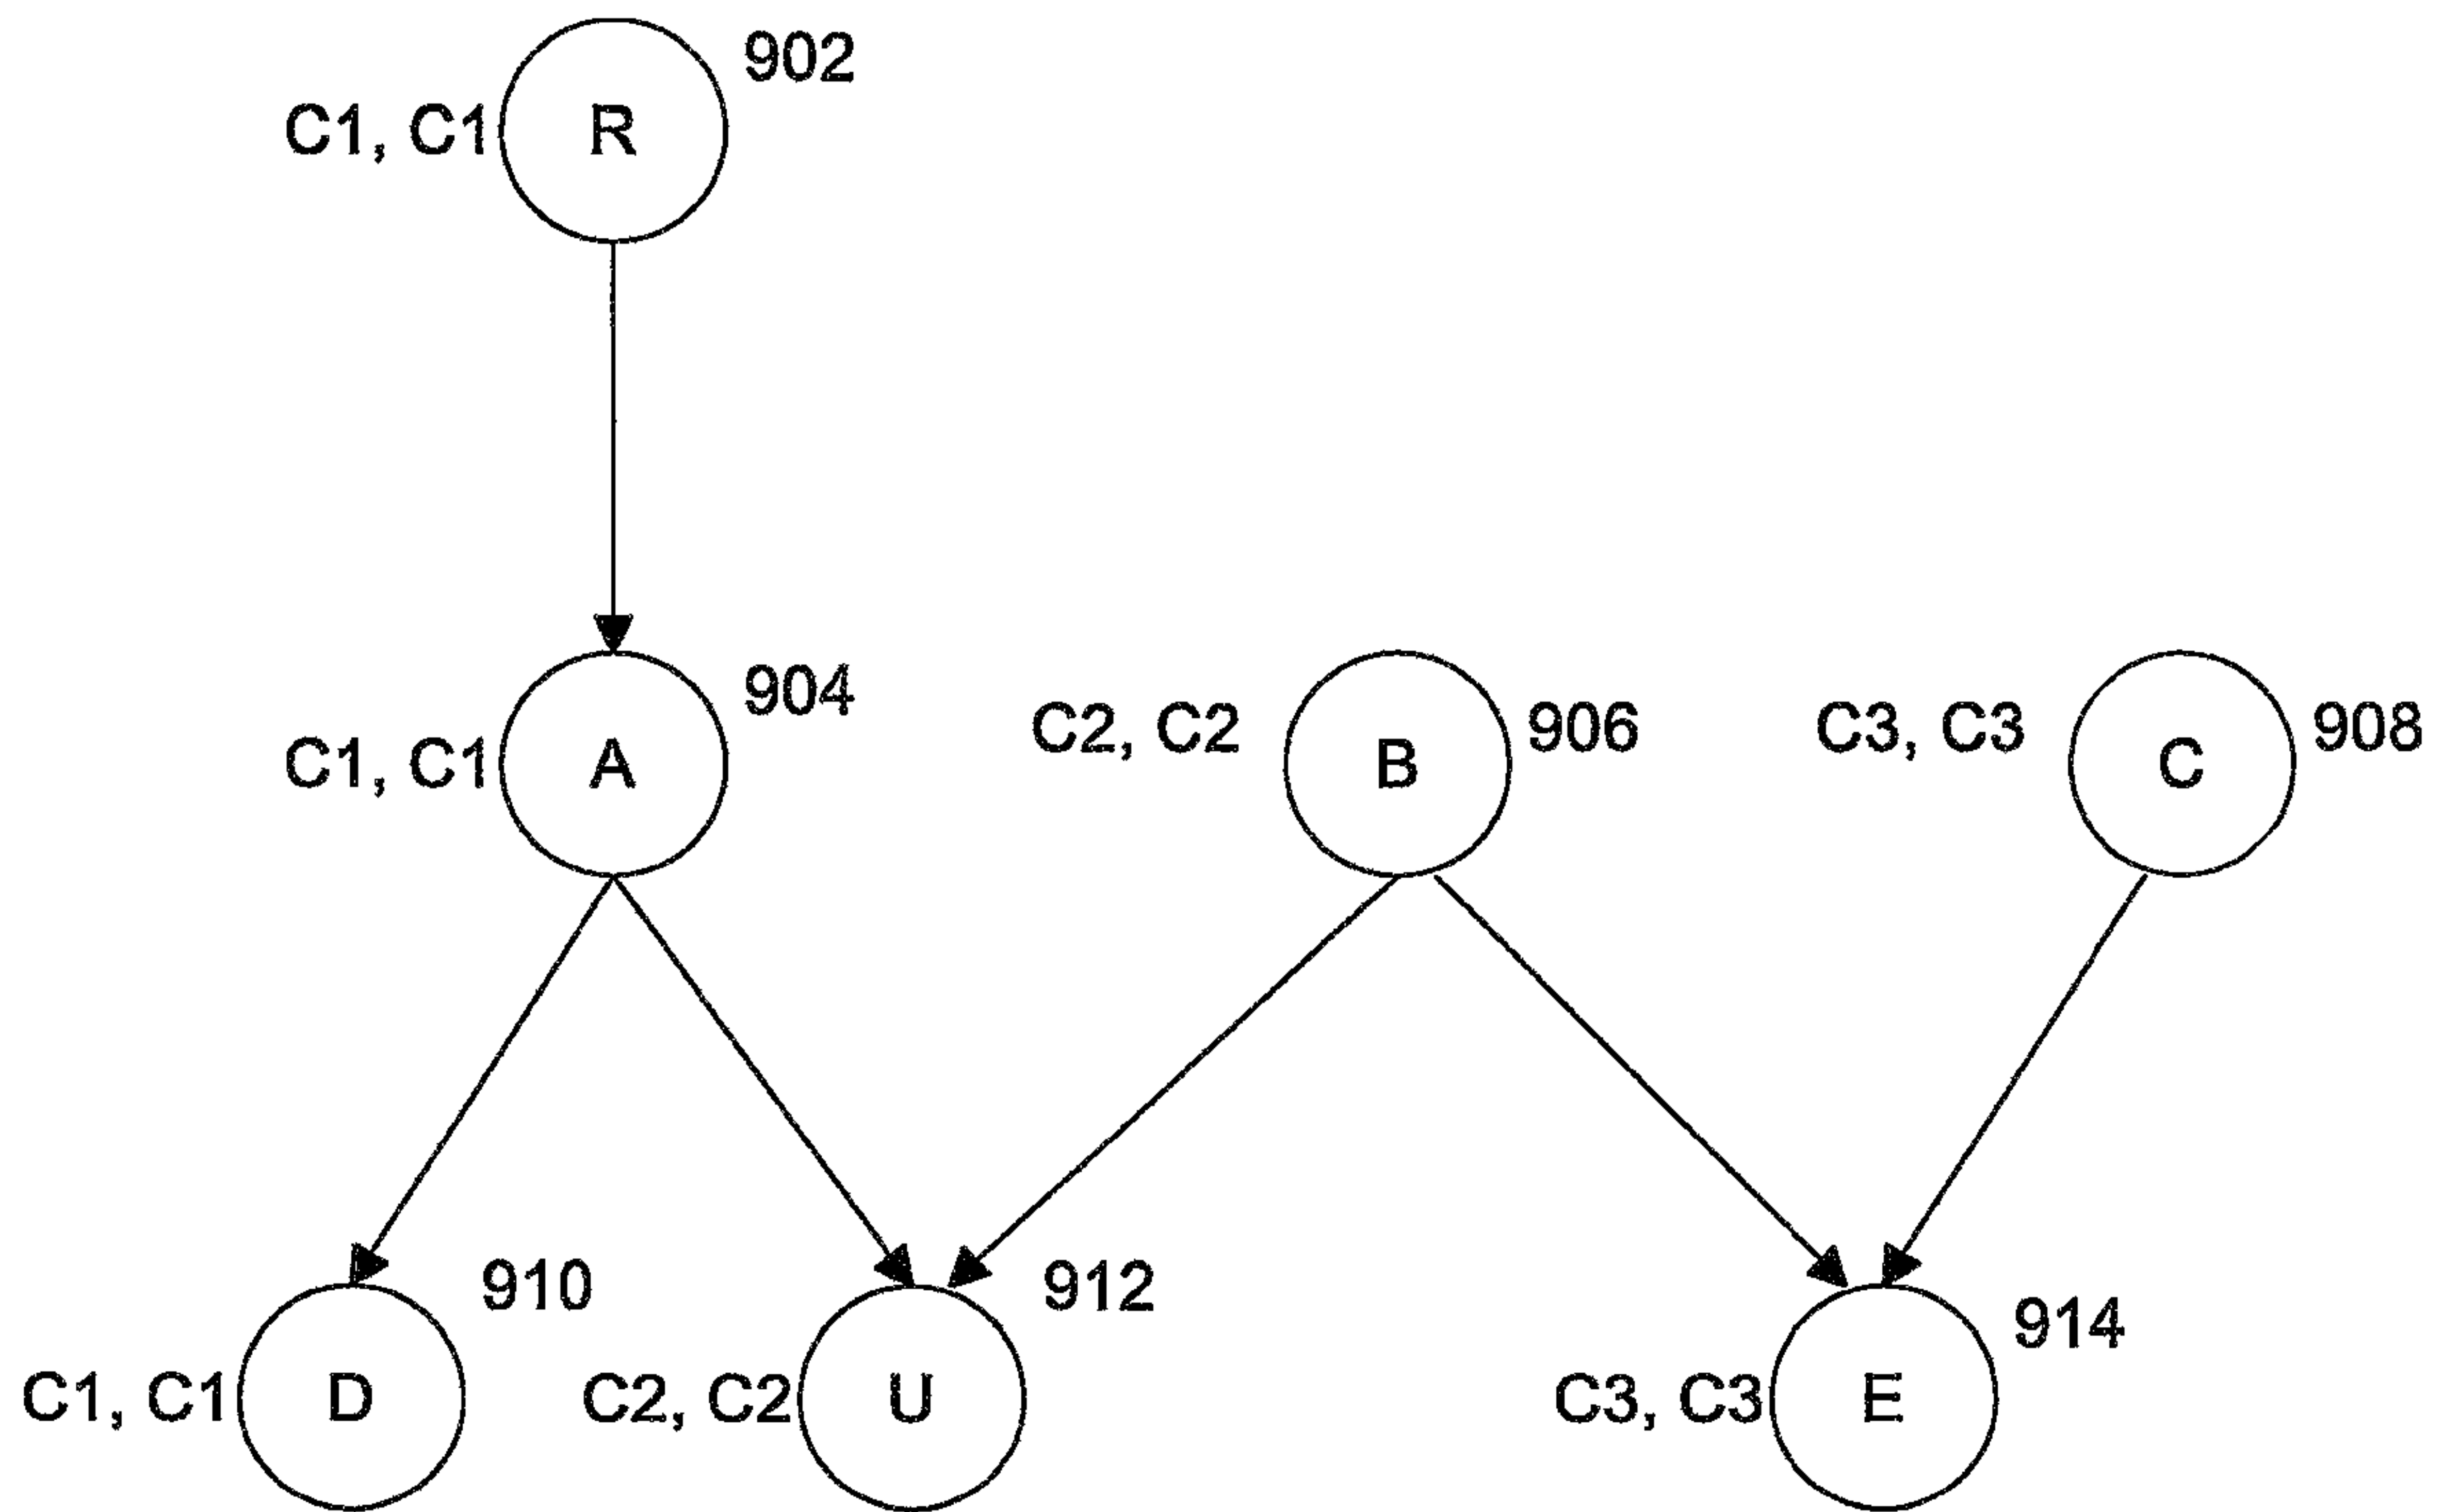 902
C1, C1 R
904
C1, C1 A
C2, C2 B 906
C3, C3 C 908
910
C1, C1 D
912
C2, C2 U
914
C3, C3 E